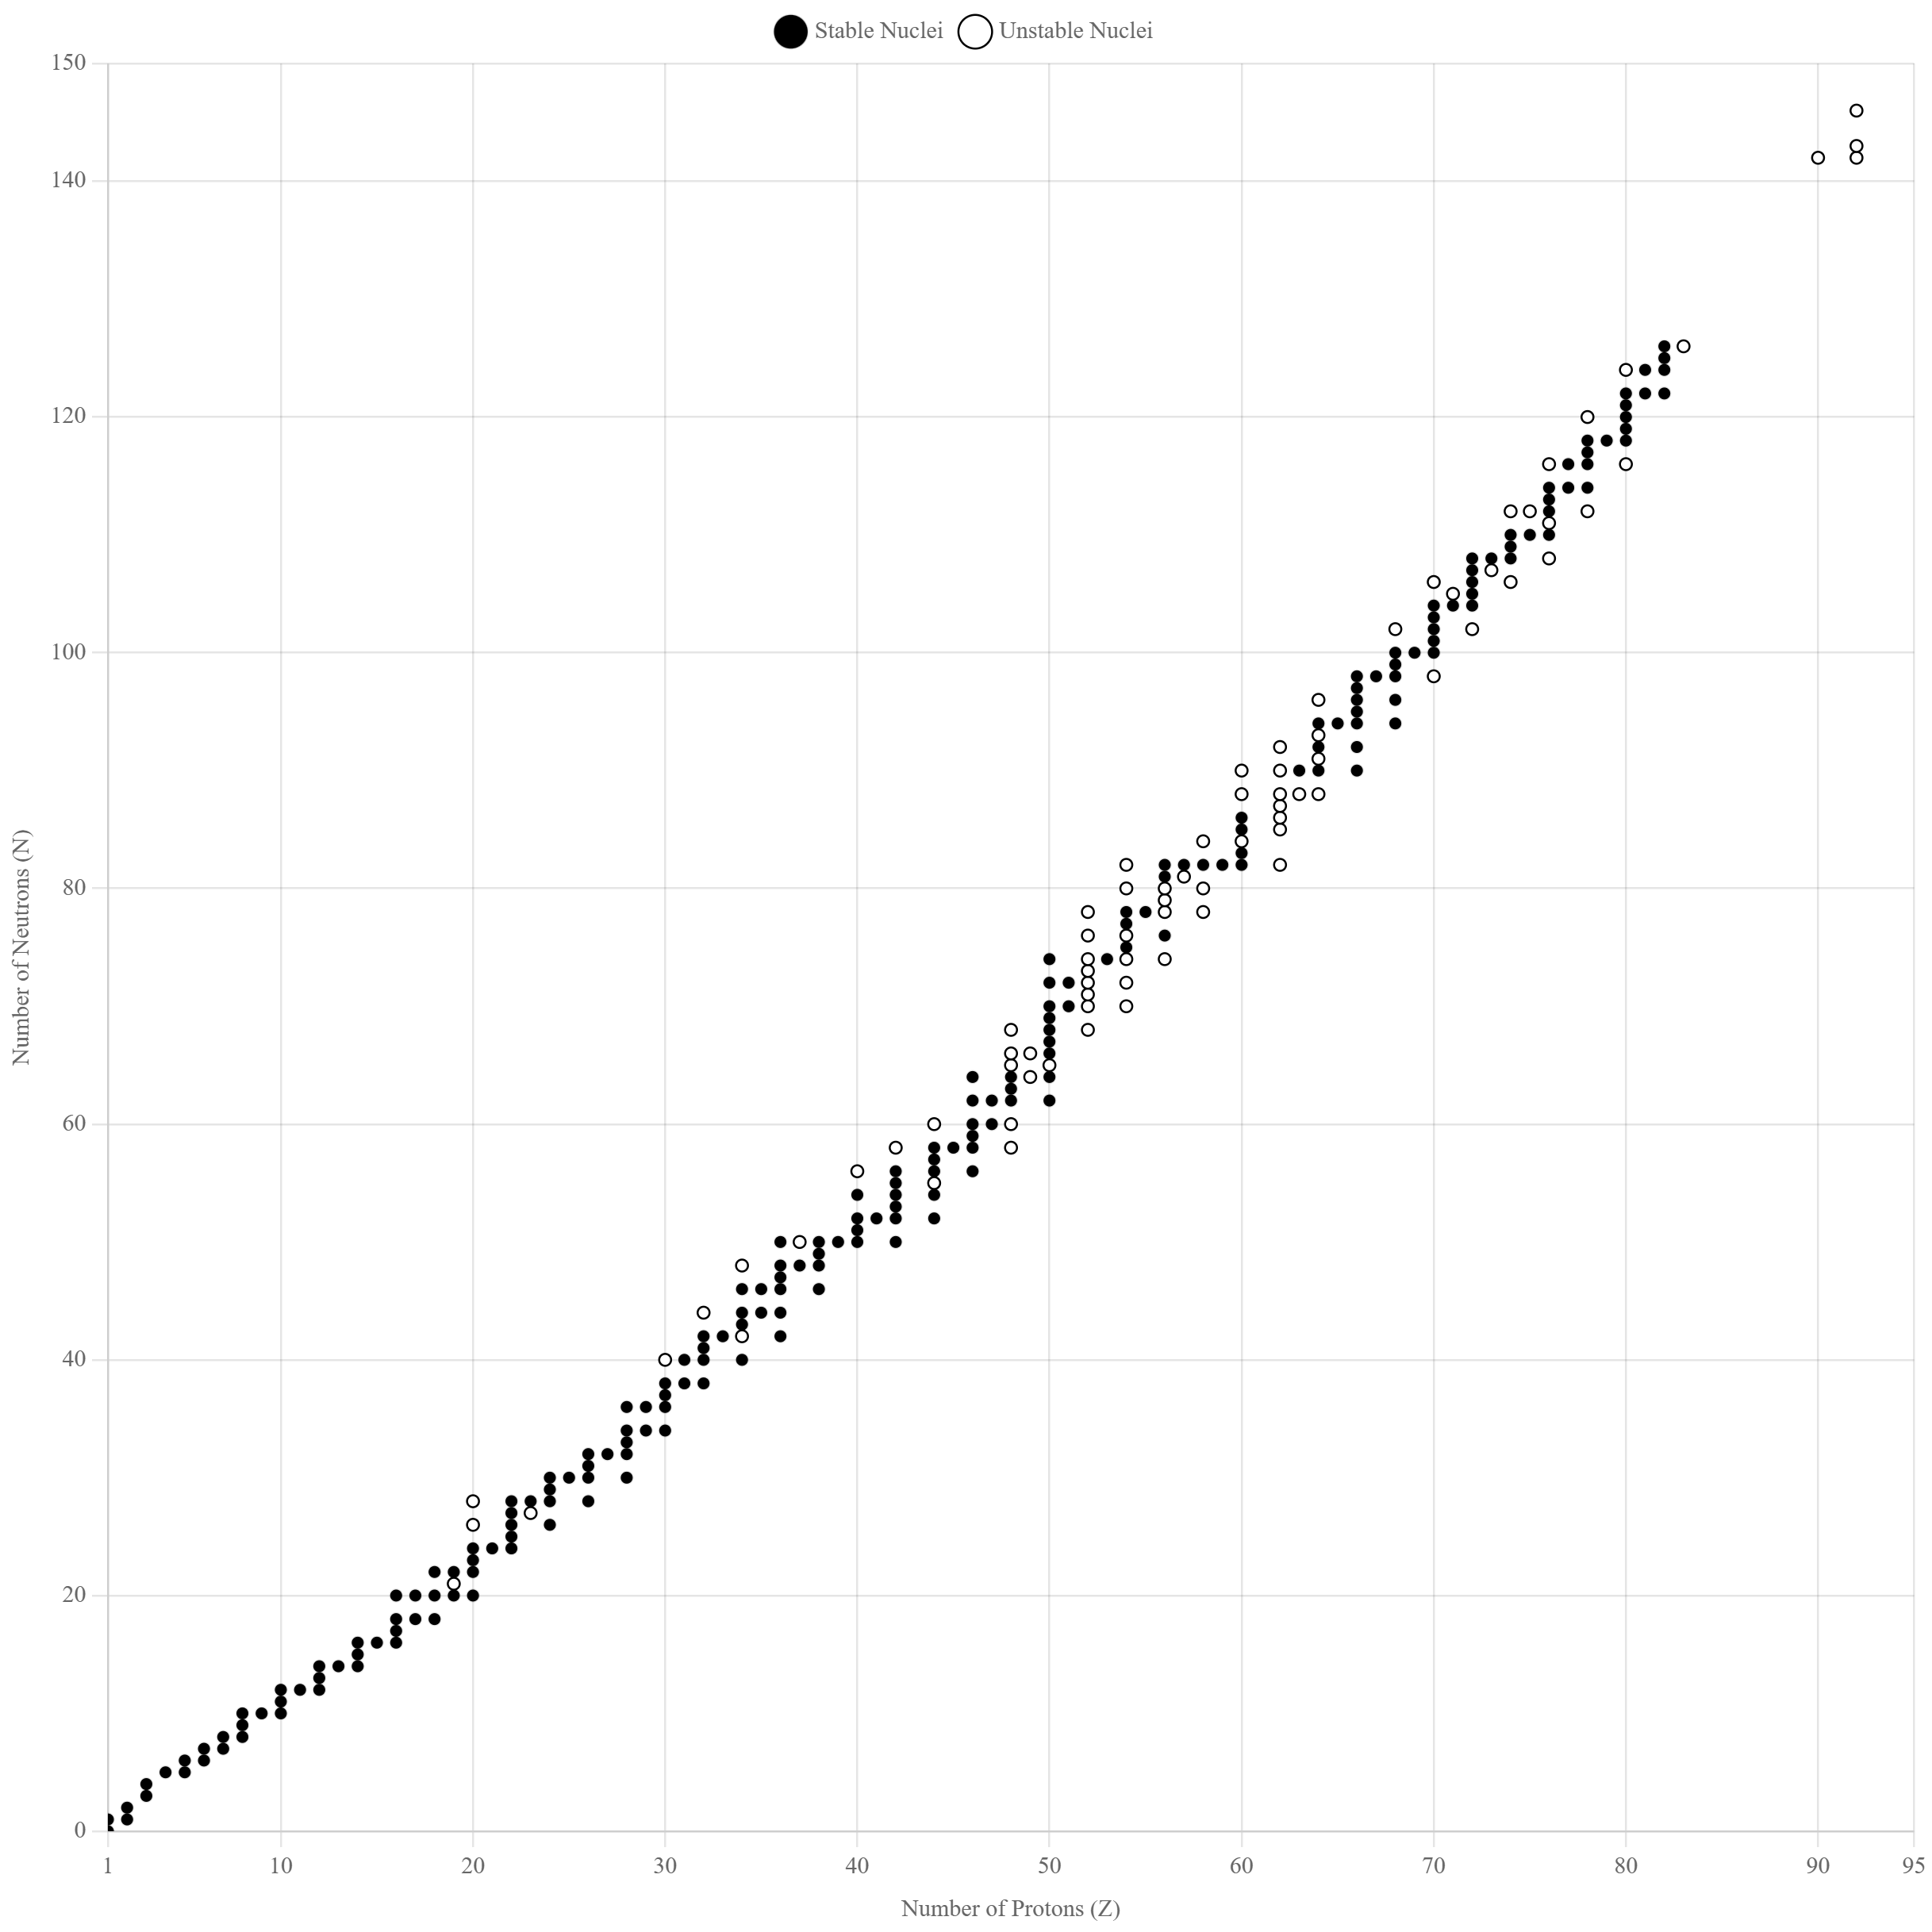 Stable Nuclei Unstable Nuclei
150
140
120
100
80
60
40
20
0
Number of Neutrons (N)
1 10 20 30 40 50 60 70 80 90 95
Number of Protons (Z)